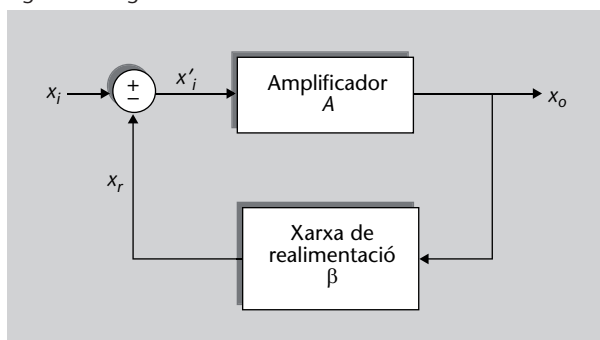 x_i
+
–
x'_i
Amplificador
A
x_o
x_r
Xarxa de
realimentació
β